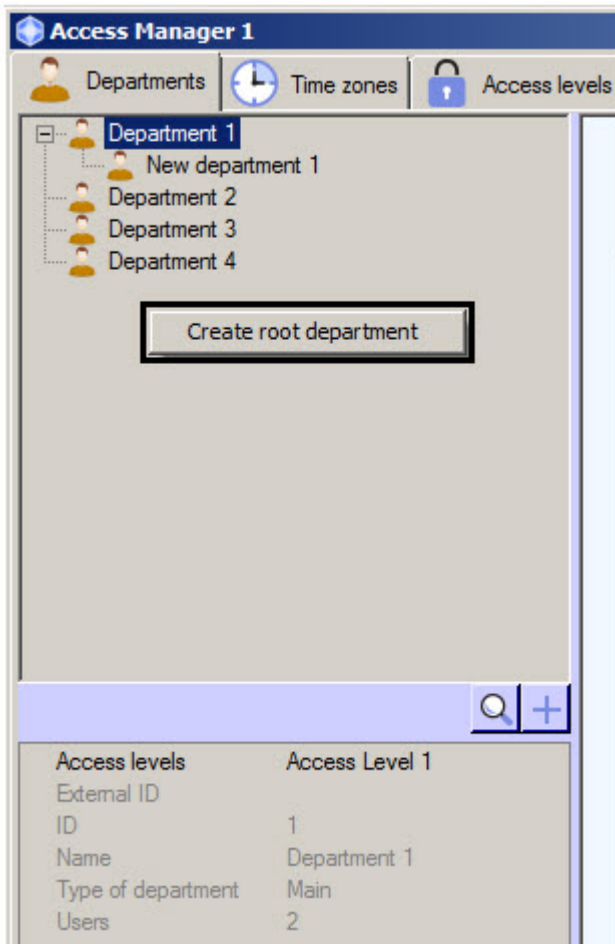 Access Manager 1
Departments Time zones Access levels
Department 1
New department 1
Department 2
Department 3
Department 4
Create root department
Access levels Access Level 1
External ID
ID 1
Name Department 1
Type of department Main
Users 2